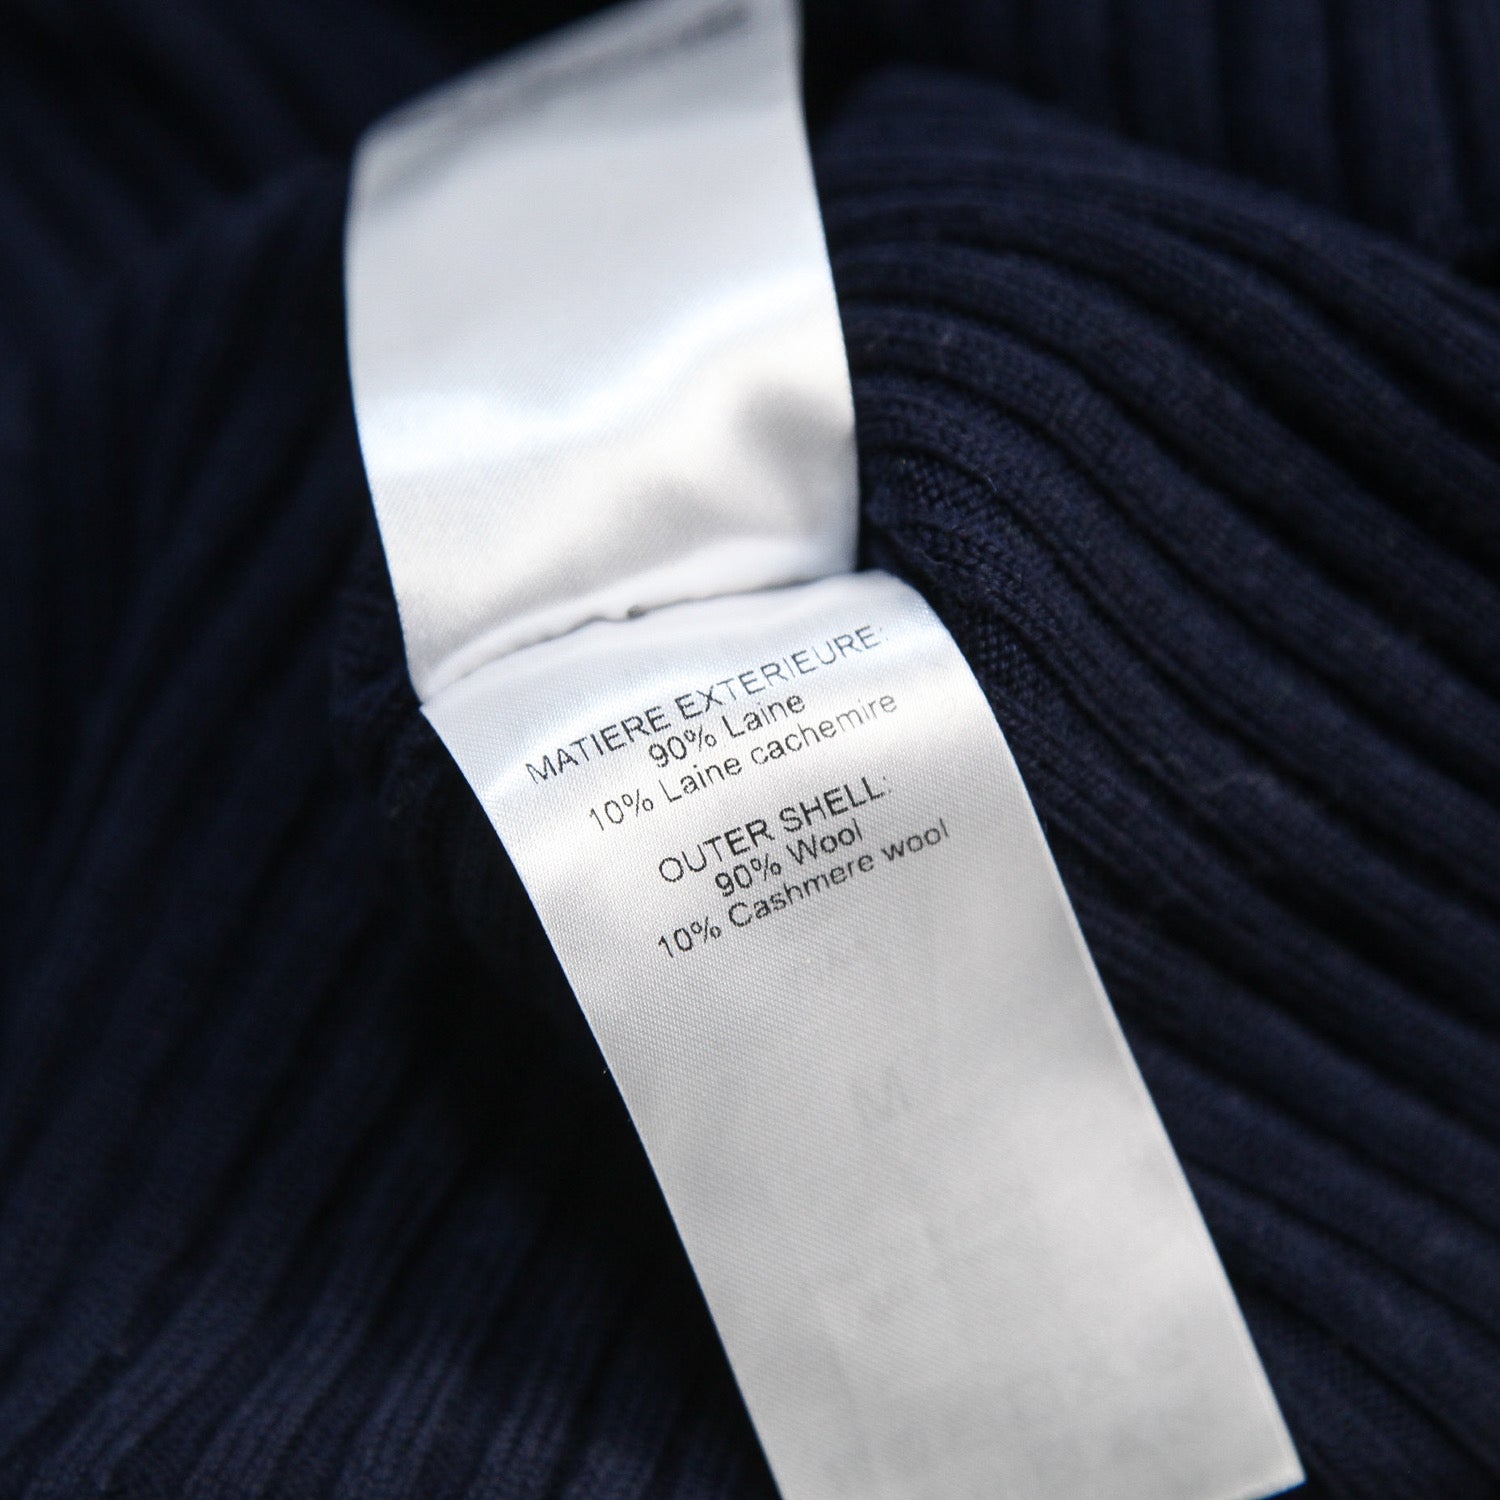 MATIERE EXTERIEURE:
90% Laine
10% Laine cachemire
OUTER SHELL:
90% Wool
10% Cashmere wool